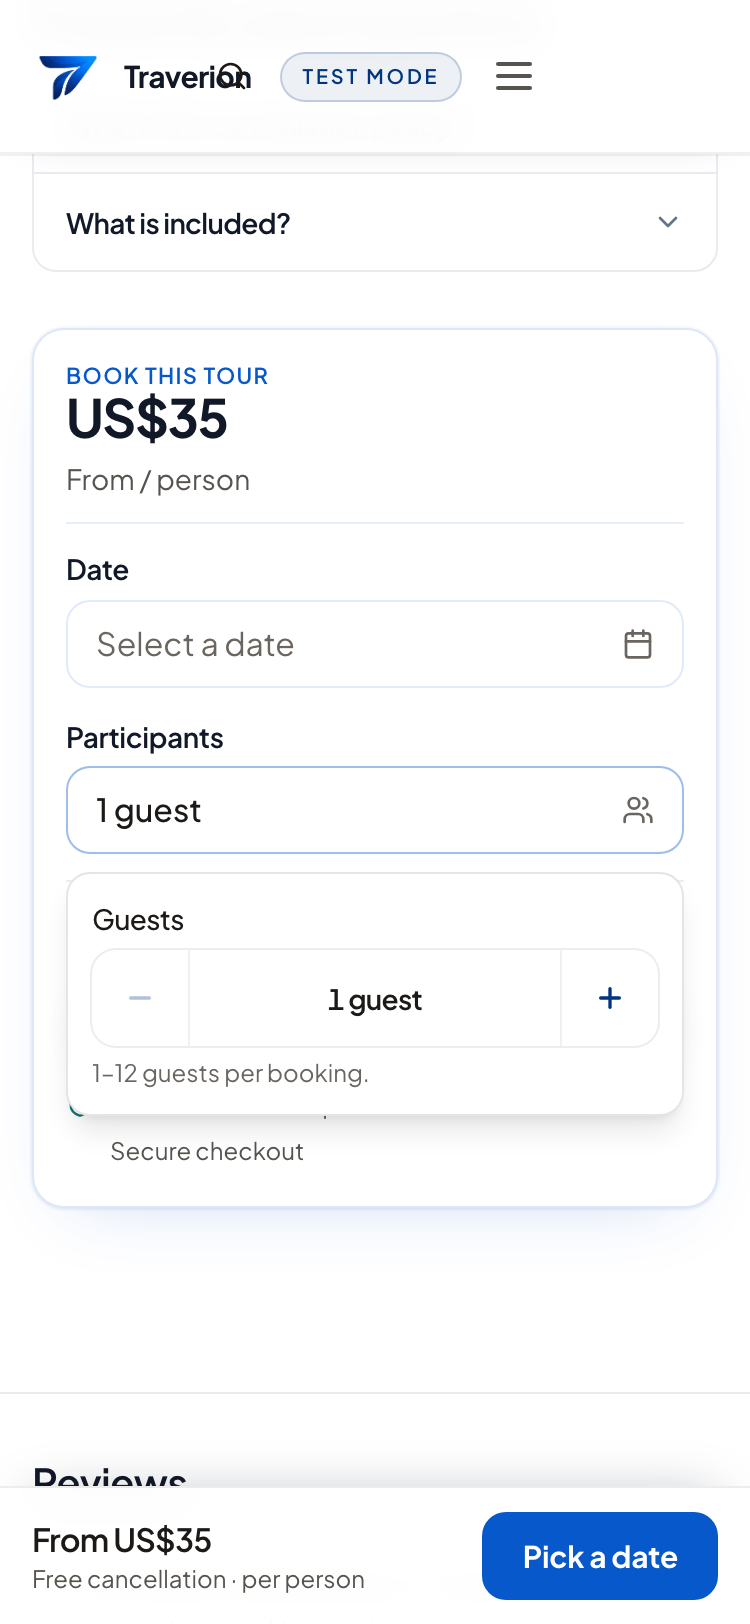 Traverion
TEST MODE
What is included?
BOOK THIS TOUR
US$35
From / person
Date
Select a date
Participants
1 guest
Guests
1 guest
1–12 guests per booking.
Secure checkout
Reviews
From US$35
Pick a date
Free cancellation · per person